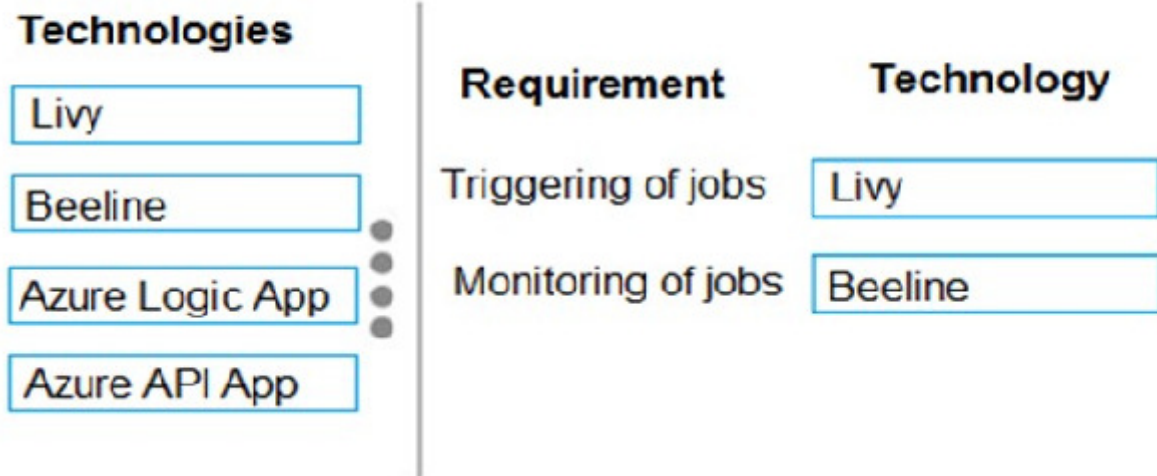 Technologies
Livy
Beeline
Azure Logic App
Azure API App
Requirement Technology
Triggering of jobs Livy
Monitoring of jobs Beeline